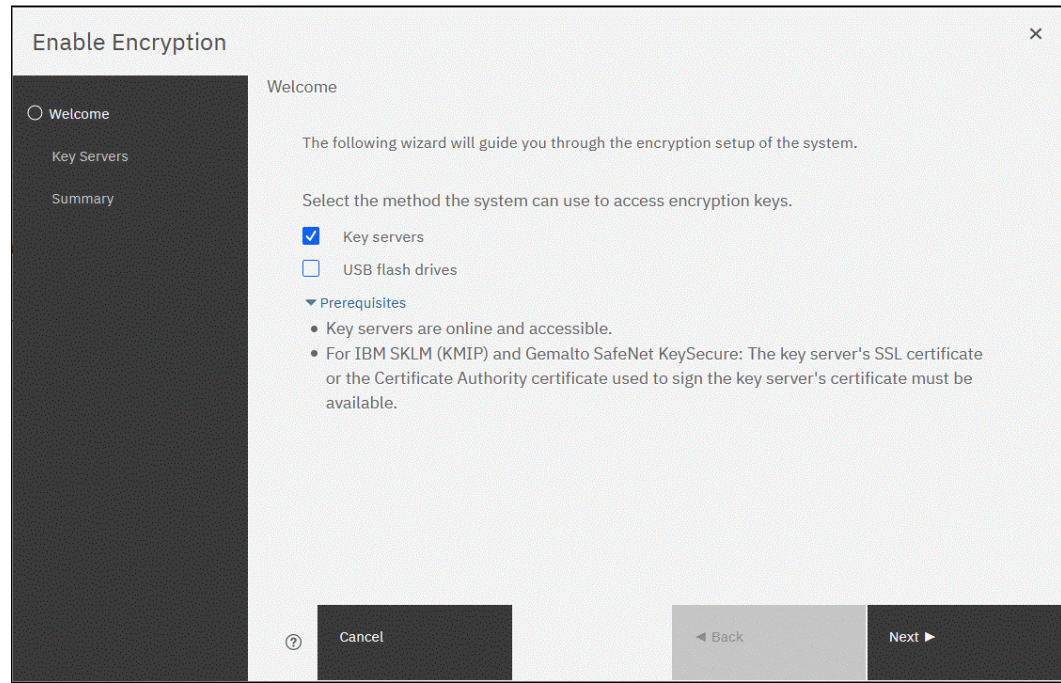 Enable Encryption
Welcome
Key Servers
Summary
Welcome
The following wizard will guide you through the encryption setup of the system.
Select the method the system can use to access encryption keys.
Key servers
USB flash drives
Prerequisites
Key servers are online and accessible.
For IBM SKLM (KMIP) and Gemalto SafeNet KeySecure: The key server's SSL certificate
or the Certificate Authority certificate used to sign the key server's certificate must be
available.
Cancel
Back
Next